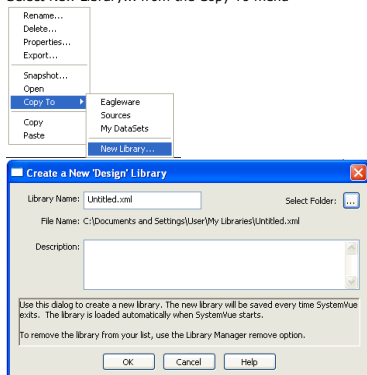 Select New Library... from the Copy To menu
Rename...
Delete...
Properties...
Export...
Snapshot...
Open
Copy To
Eagleware
Sources
Copy
My DataSets
Paste
New Library...
Create a New 'Design' Library
Library Name: Untitled.xml Select Folder: ...
File Name: C:\Documents and Settings\User\My Libraries\Untitled.xml
Description:
Use this dialog to create a new library. The new library will be saved every time SystemVue
exits. The library is loaded automatically when SystemVue starts.
To remove the library from your list, use the Library Manager remove option.
OK Cancel Help